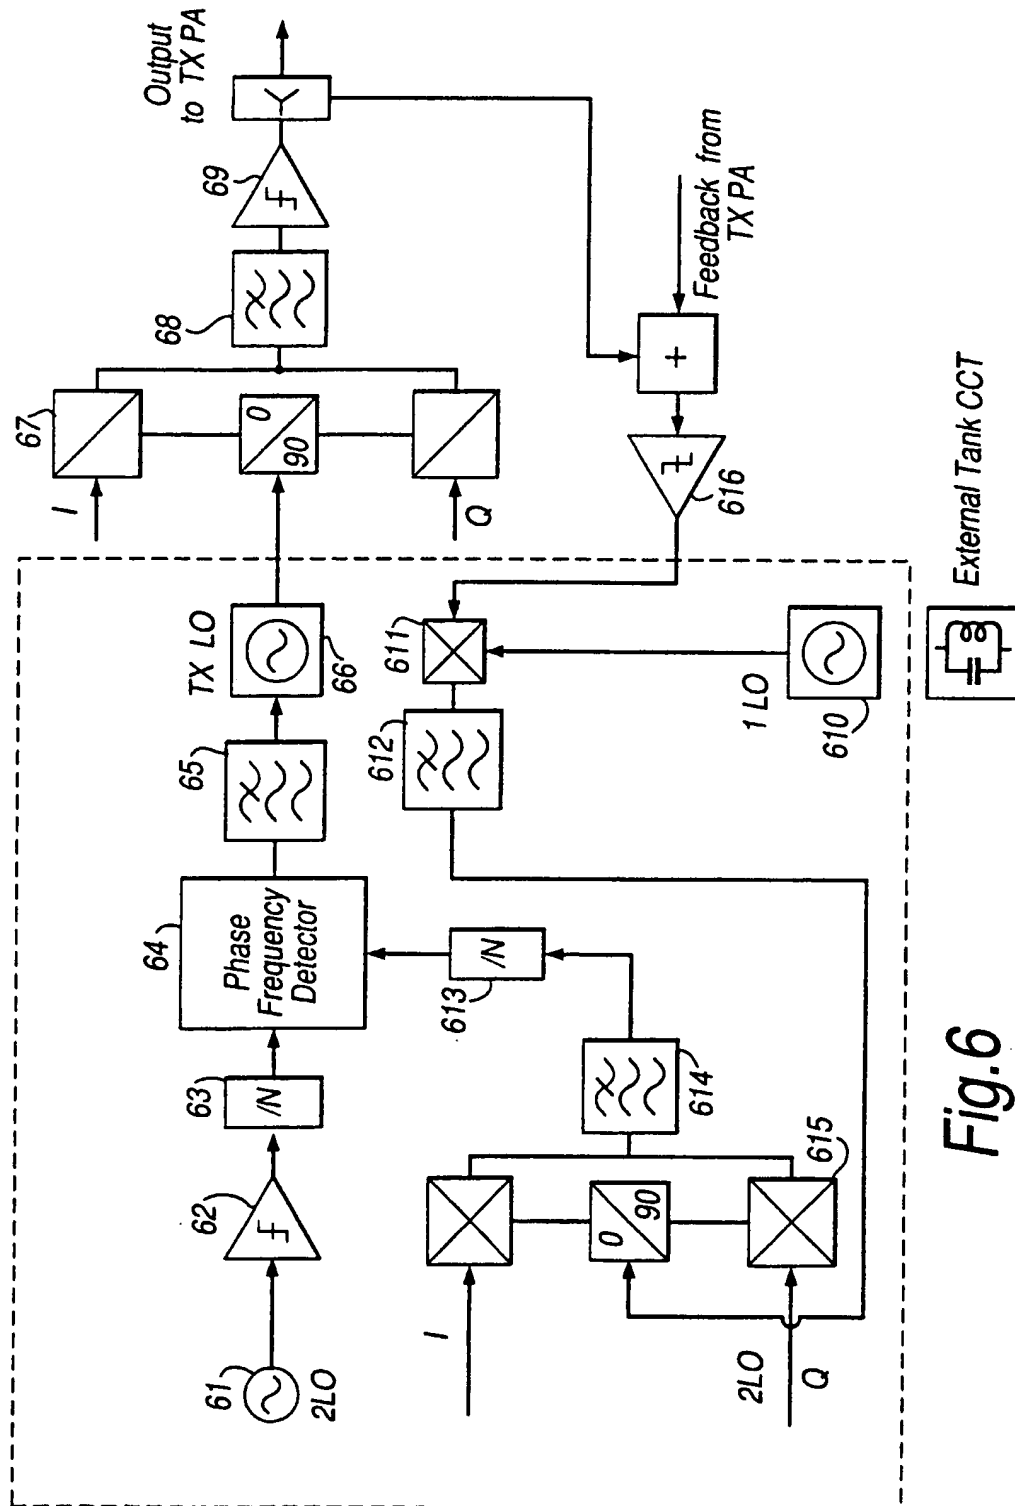 Output
to TX PA
69
68
67
I
0
90
Q
+
Feedback from
TX PA
616
TX LO
66
65
64
Phase
Frequency
Detector
63
/N
62
61
2LO
611
612
1 LO
610
External Tank CCT
613
/N
614
615
0
90
I
2LO
Q
Fig.6